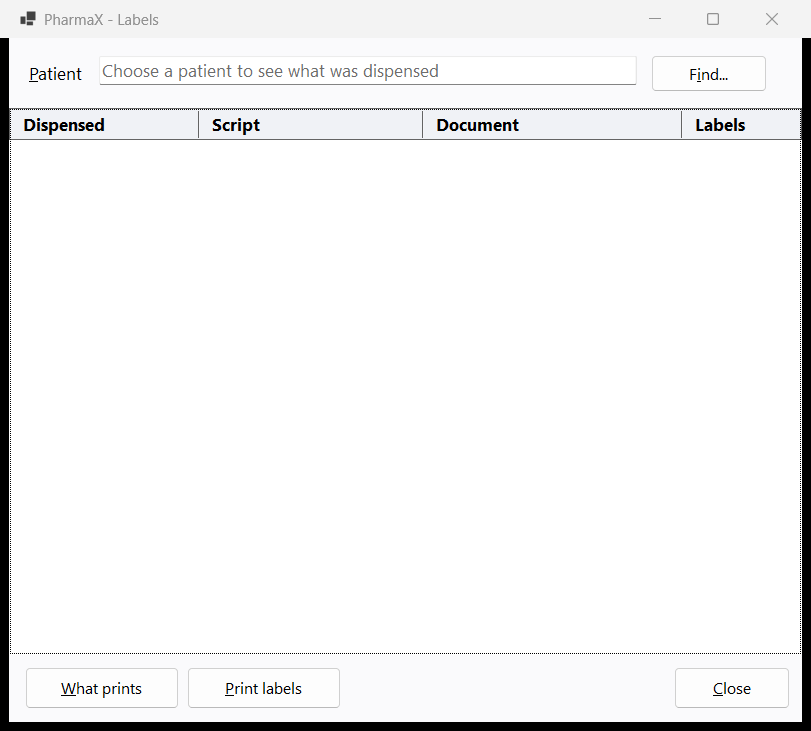 PharmaX - Labels
Patient Choose a patient to see what was dispensed Find...
Dispensed Script Document Labels
What prints Print labels Close